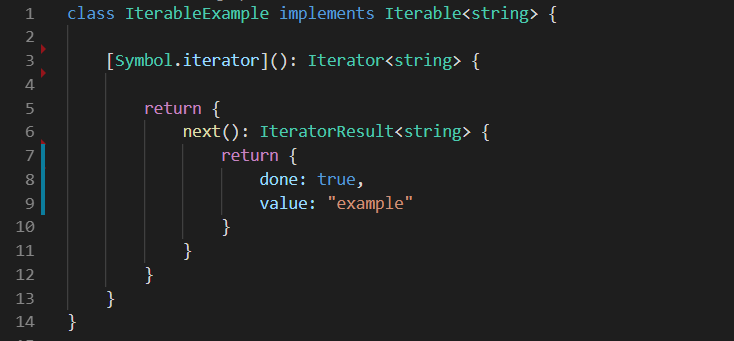 1 class IterableExample implements Iterable<string> {
2
3 [Symbol.iterator](): Iterator<string> {
4
5 return {
6 next(): IteratorResult<string> {
7 return {
8 done: true,
9 value: "example"
10 }
11 }
12 }
13 }
14 }